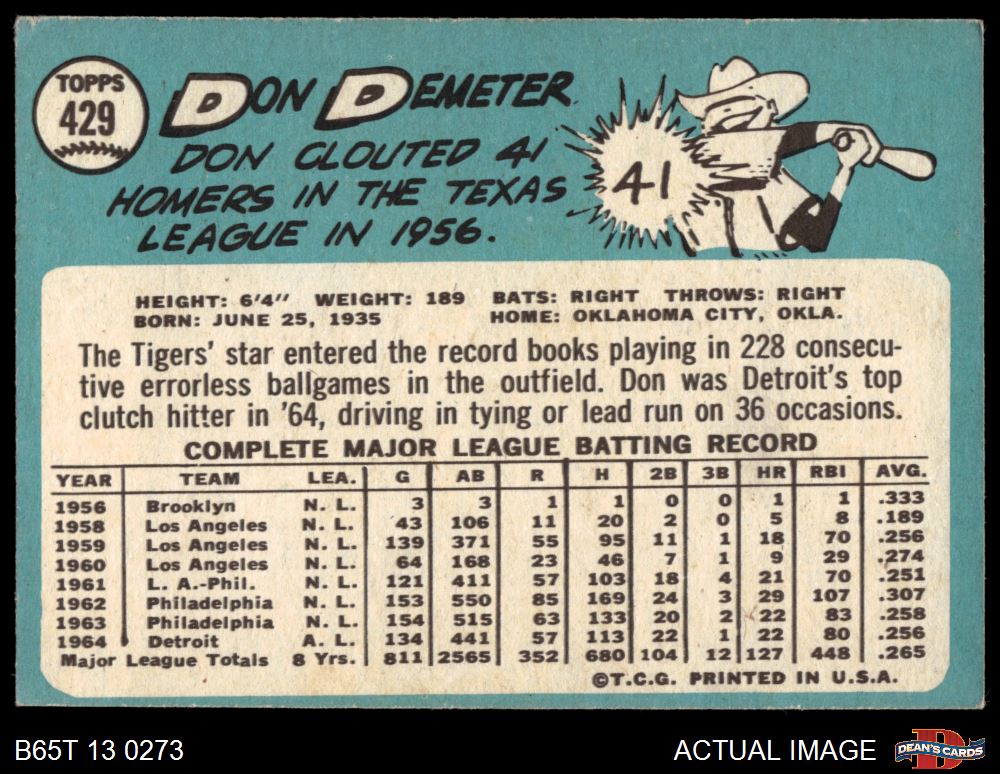 TOPPS
429
DON DEMETER
DON CLOUTED 41
HOMERS IN THE TEXAS
LEAGUE IN 1956.
41
HEIGHT: 6'4" WEIGHT: 189 BATS: RIGHT THROWS: RIGHT
BORN: JUNE 25, 1935 HOME: OKLAHOMA CITY, OKLA.
The Tigers' star entered the record books playing in 228 consecu-
tive errorless ballgames in the outfield. Don was Detroit's top
clutch hitter in '64, driving in tying or lead run on 36 occasions.
COMPLETE MAJOR LEAGUE BATTING RECORD
YEAR TEAM LEA. G AB R H 2B 3B HR RBI AVG.
1956 Brooklyn N. L. 3 3 1 1 0 0 1 1 .333
1958 Los Angeles N. L. 43 106 11 20 2 0 5 8 .189
1959 Los Angeles N. L. 139 371 55 95 11 1 18 70 .256
1960 Los Angeles N. L. 64 168 23 46 7 1 9 29 .274
1961 L. A.-Phil. N. L. 121 411 57 103 18 4 21 70 .251
1962 Philadelphia N. L. 153 550 85 169 24 3 29 107 .307
1963 Philadelphia N. L. 154 515 63 133 20 2 22 83 .258
1964 Detroit A. L. 134 441 57 113 22 1 22 80 .256
Major League Totals 8 Yrs. 811 2565 352 680 104 12 127 448 .265
©T.C.G. PRINTED IN U.S.A.
B65T 13 0273 ACTUAL IMAGE DEAN'S CARDS